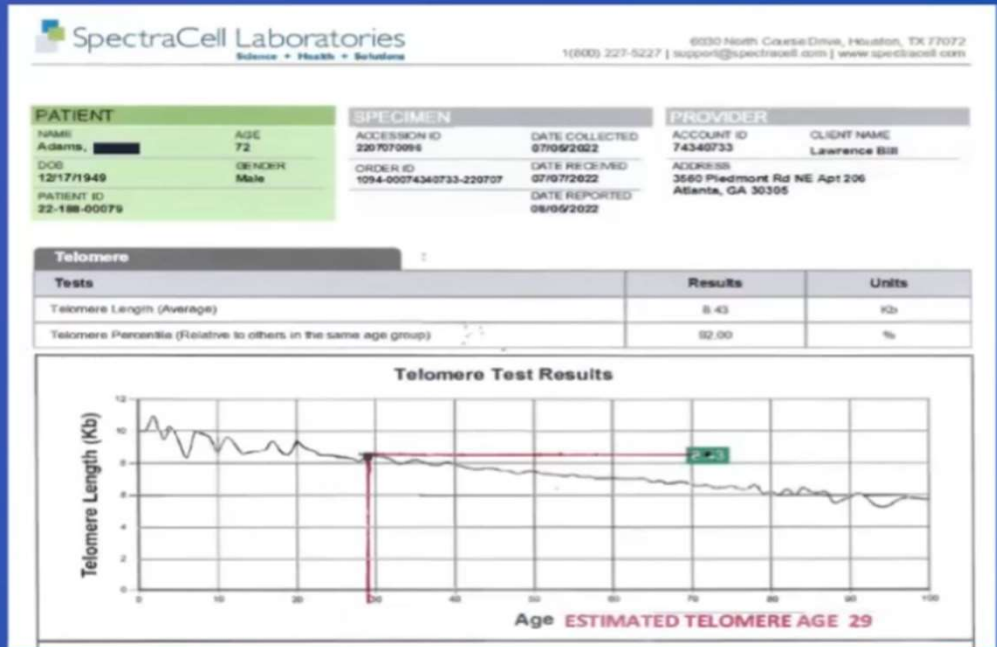 SpectraCell Laboratories
Science + Health + Solutions
6030 North Course Drive, Houston, TX 77072
1(800) 227-5227 | support@spectracell.com | www.spectracell.com
PATIENT
NAME AGE
Adams, 72
DOB GENDER
12/17/1949 Male
PATIENT ID
22-188-00079
SPECIMEN
ACCESSION ID DATE COLLECTED
2207070096 07/05/2022
ORDER ID DATE RECEIVED
1094-00074340733-220707 07/07/2022
DATE REPORTED
08/05/2022
PROVIDER
ACCOUNT ID CLIENT NAME
74340733 Lawrence Bill
ADDRESS
3560 Piedmont Rd NE Apt 206
Atlanta, GA 30305
Telomere
Tests Results Units
Telomere Length (Average) 8.43 Kb
Telomere Percentile (Relative to others in the same age group) 92.00 %
Telomere Test Results
Telomere Length (Kb)
12
10
8
6
4
2
0
0 10 20 30 40 50 60 70 80 90 100
Age ESTIMATED TELOMERE AGE 29